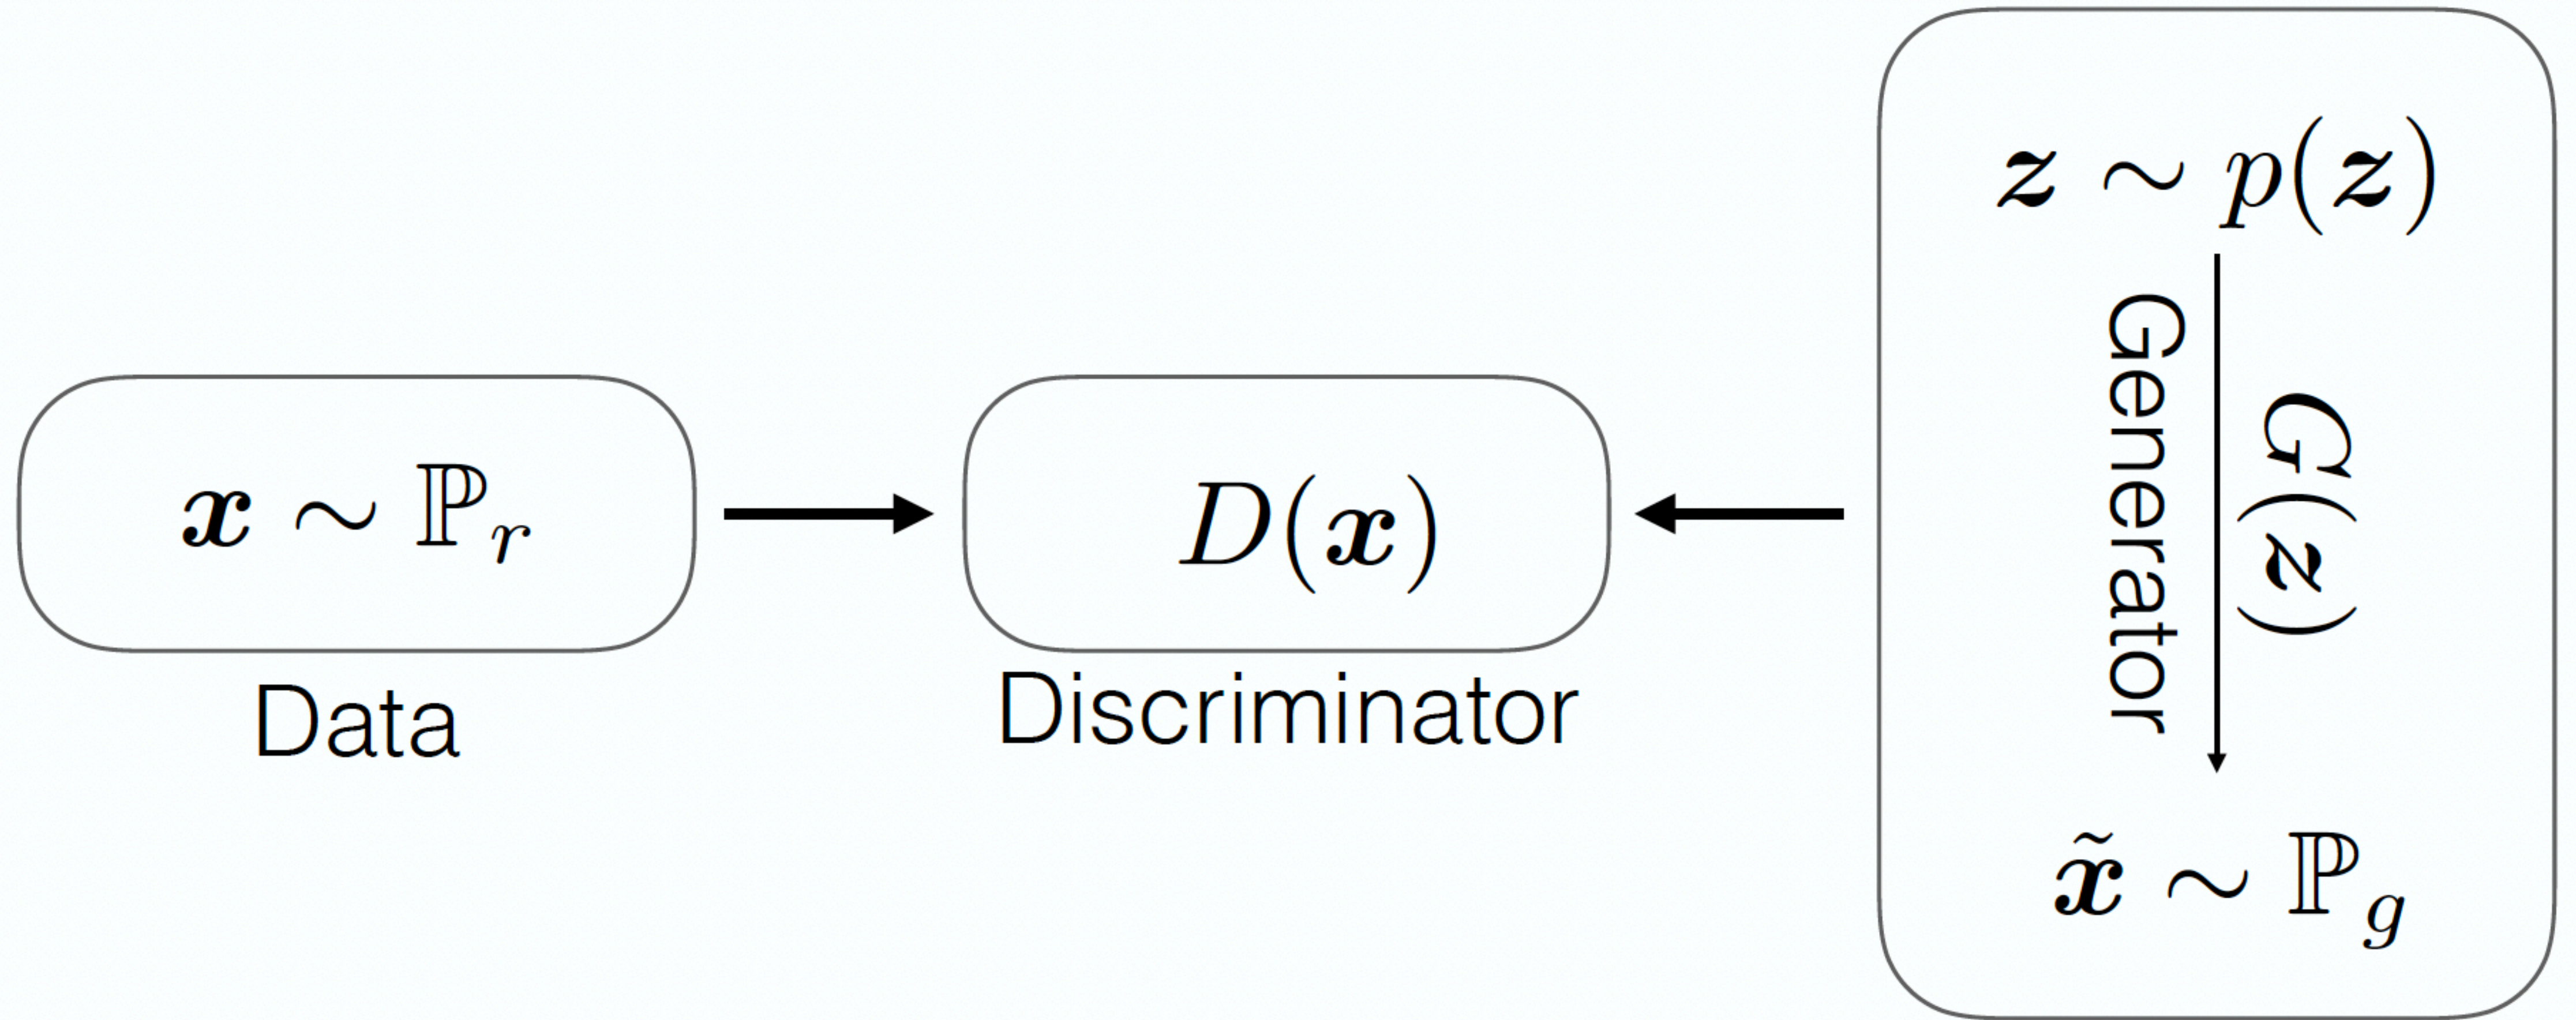 𝒙 ∼ ℙ_r
Data
D(𝒙)
Discriminator
𝒛 ∼ p(𝒛)
Generator
G(𝒛)
𝒙̃ ∼ ℙ_g